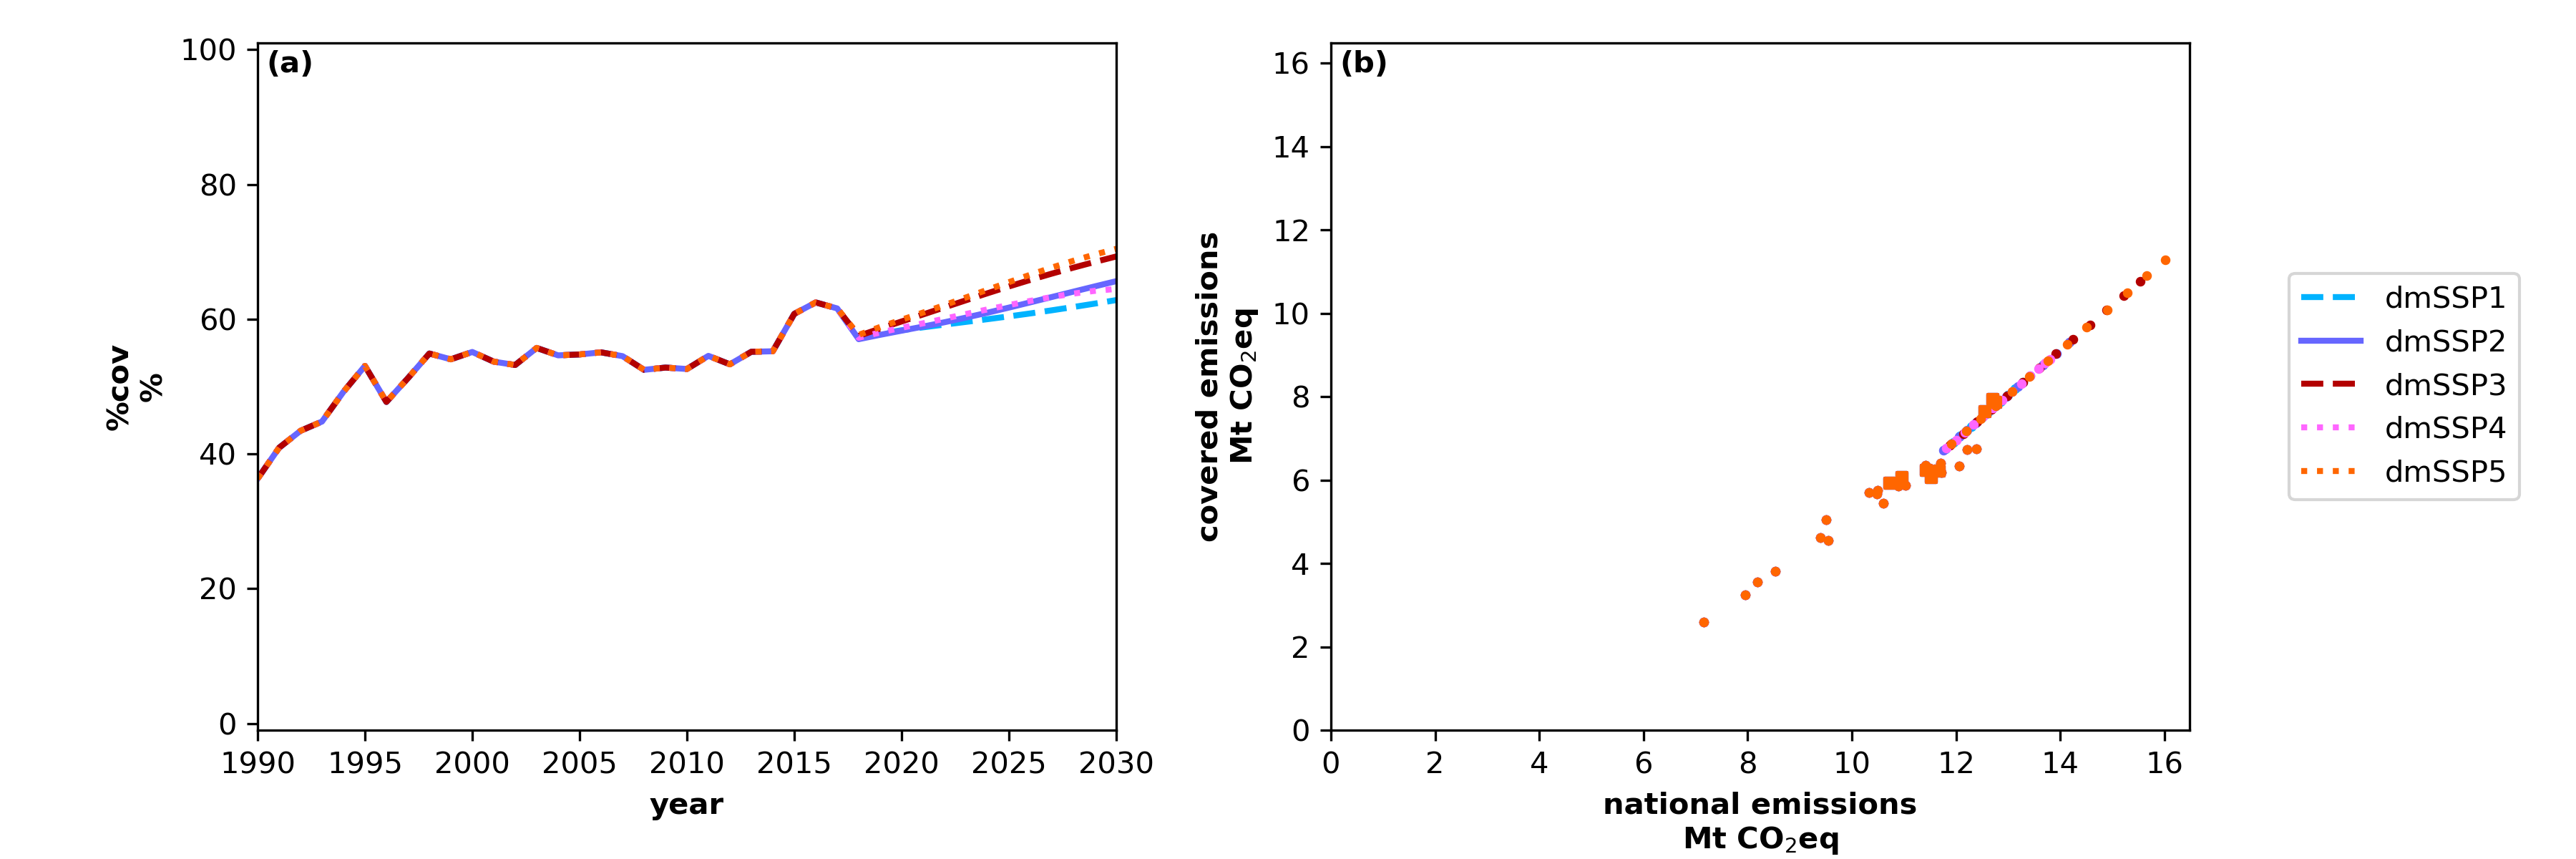 (a)
100
80
60
40
20
0
%cov
%
1990 1995 2000 2005 2010 2015 2020 2025 2030
year
(b)
16
14
12
10
8
6
4
2
0
covered emissions
Mt CO₂eq
0 2 4 6 8 10 12 14 16
national emissions
Mt CO₂eq
dmSSP1
dmSSP2
dmSSP3
dmSSP4
dmSSP5